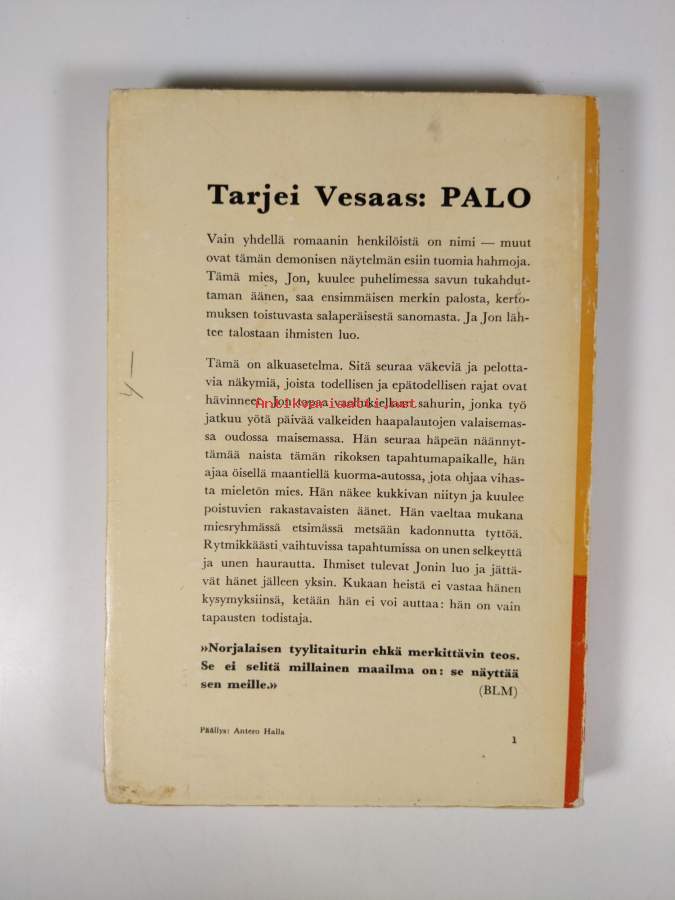 Tarjei Vesaas: PALO
Vain yhdellä romaanin henkilöistä on nimi — muut
ovat tämän demonisen näytelmän esiin tuomia hahmoja.
Tämä mies, Jon, kuulee puhelimessa savun tukahdut-
taman äänen, saa ensimmäisen merkin palosta, kerto-
muksen toistuvasta salaperäisestä sanomasta. Ja Jon läh-
tee talostaan ihmisten luo.
Tämä on alkuasetelma. Sitä seuraa väkeviä ja pelotta-
via näkymiä, joista todellisen ja epätodellisen rajat ovat
hävinneet. Jon tapaa vaelluksellaan sahurin, jonka työ
Antikvariaatti.net
jatkuu yötä päivää valkeiden haapalautojen valaisemas-
sa oudossa maisemassa. Hän seuraa häpeän näännyt-
tämää naista tämän rikoksen tapahtumapaikalle, hän
ajaa öisellä maantiellä kuorma-autossa, jota ohjaa vihas-
ta mieletön mies. Hän näkee kukkivan niityn ja kuulee
poistuvien rakastavaisten äänet. Hän vaeltaa mukana
miesryhmässä etsimässä metsään kadonnutta tyttöä.
Rytmikkäästi vaihtuvissa tapahtumissa on unen selkeyttä
ja unen haurautta. Ihmiset tulevat Jonin luo ja jättä-
vät hänet jälleen yksin. Kukaan heistä ei vastaa hänen
kysymyksiinsä, ketään hän ei voi auttaa: hän on vain
tapausten todistaja.
»Norjalaisen tyylitaiturin ehkä merkittävin teos.
Se ei selitä millainen maailma on: se näyttää
sen meille.» (BLM)
Päällys: Antero Halla
1